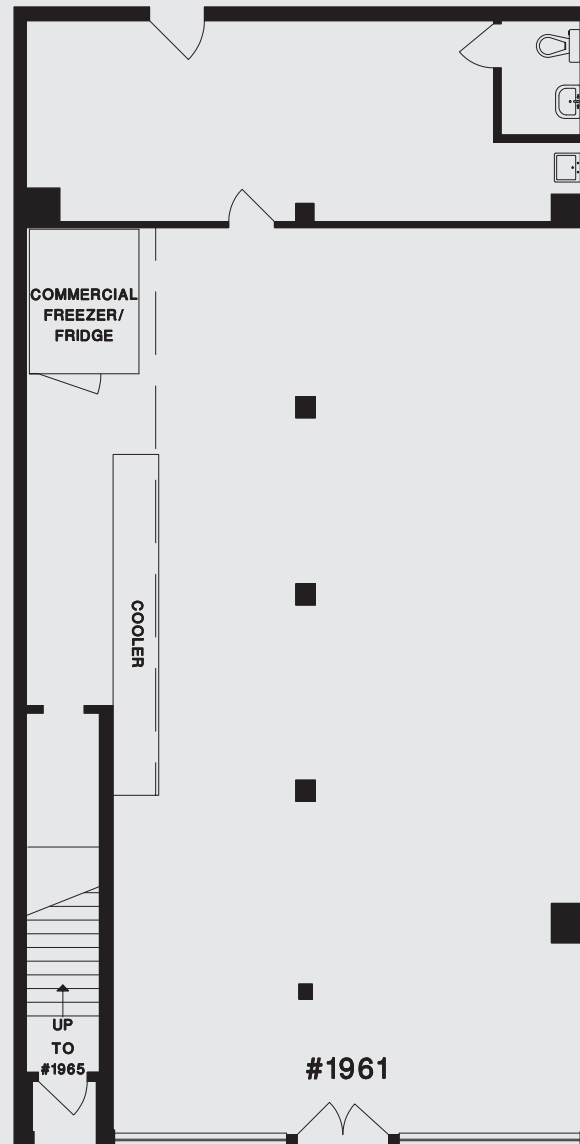 COMMERCIAL
FREEZER/
FRIDGE
COOLER
UP
TO
#1965
#1961